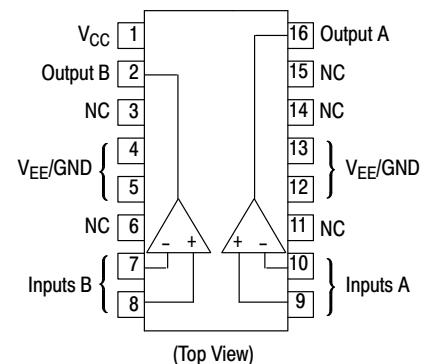 VCC 1 16 Output A
Output B 2 15 NC
NC 3 14 NC
VEE/GND 4 13 VEE/GND
5 12
NC 6 11 NC
- + + -
Inputs B 7 10 Inputs A
8 9
(Top View)